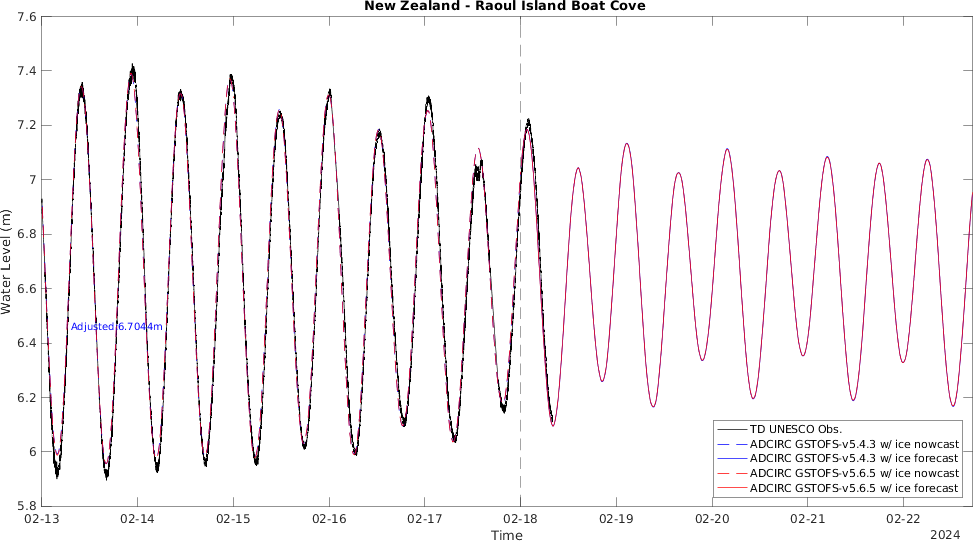 New Zealand - Raoul Island Boat Cove
7.6
7.4
7.2
7
6.8
6.6
6.4
6.2
6
5.8
Water Level (m)
Adjusted 6.7044m
TD UNESCO Obs.
ADCIRC GSTOFS-v5.4.3 w/ ice nowcast
ADCIRC GSTOFS-v5.4.3 w/ ice forecast
ADCIRC GSTOFS-v5.6.5 w/ ice nowcast
ADCIRC GSTOFS-v5.6.5 w/ ice forecast
02-13 02-14 02-15 02-16 02-17 02-18 02-19 02-20 02-21 02-22
Time
2024